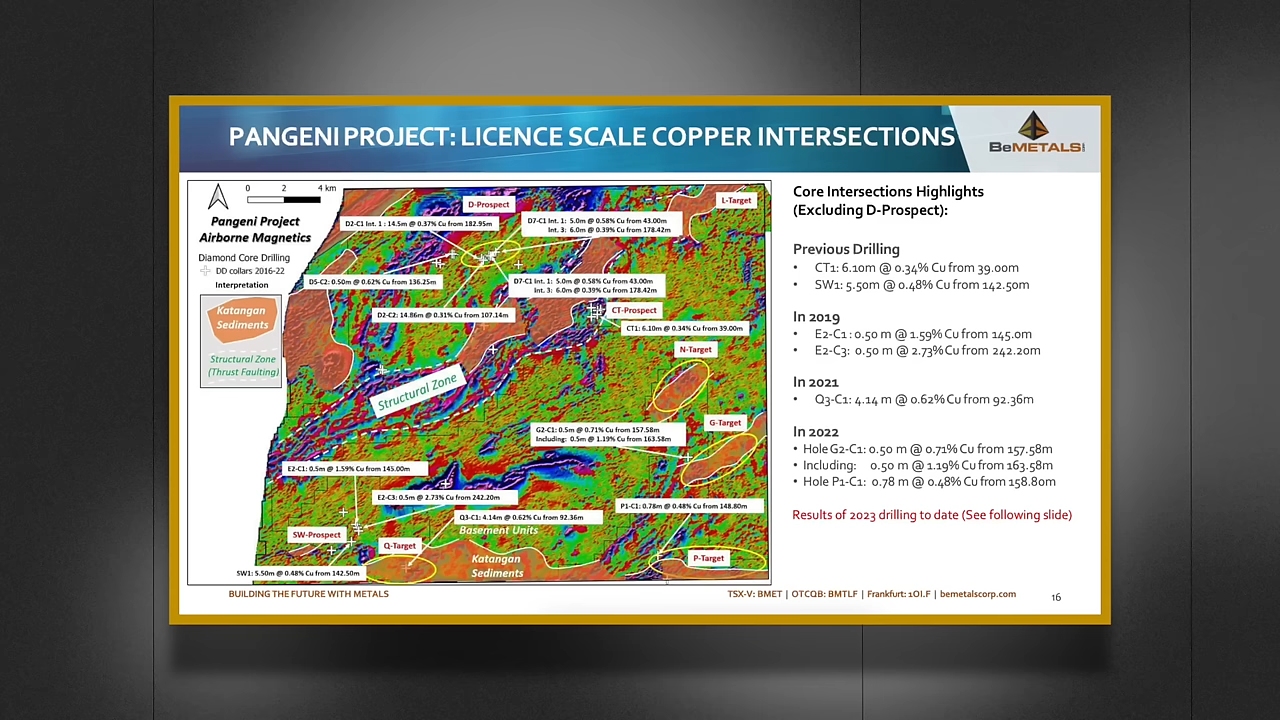 PANGENI PROJECT: LICENCE SCALE COPPER INTERSECTIONS
BeMETALS
0 2 4 km
Pangeni Project
Airborne Magnetics
Diamond Core Drilling
DD collars 2016-22
Interpretation
Katangan
Sediments
Structural Zone
(Thrust Faulting)
D-Prospect
L-Target
D2-C1 Int. 1 : 14.5m @ 0.37% Cu from 182.95m
D7-C1 Int. 1: 5.0m @ 0.58% Cu from 43.00m
Int. 3: 6.0m @ 0.39% Cu from 178.42m
D5-C2: 0.50m @ 0.62% Cu from 136.25m
D7-C1 Int. 1: 5.0m @ 0.58% Cu from 43.00m
Int. 3: 6.0m @ 0.39% Cu from 178.42m
D2-C2: 14.86m @ 0.31% Cu from 107.14m
CT-Prospect
CT1: 6.10m @ 0.34% Cu from 39.00m
N-Target
Structural Zone
G-Target
G2-C1: 0.5m @ 0.71% Cu from 157.58m
Including: 0.5m @ 1.19% Cu from 163.58m
E2-C1: 0.5m @ 1.59% Cu from 145.00m
E2-C3: 0.5m @ 2.73% Cu from 242.20m
P1-C1: 0.78m @ 0.48% Cu from 148.80m
Q3-C1: 4.14m @ 0.62% Cu from 92.36m
Basement Units
SW-Prospect
Q-Target
Katangan
Sediments
P-Target
SW1: 5.50m @ 0.48% Cu from 142.50m
Core Intersections Highlights
(Excluding D-Prospect):
Previous Drilling
• CT1: 6.10m @ 0.34% Cu from 39.00m
• SW1: 5.50m @ 0.48% Cu from 142.50m
In 2019
• E2-C1 : 0.50 m @ 1.59% Cu from 145.0m
• E2-C3: 0.50 m @ 2.73% Cu from 242.20m
In 2021
• Q3-C1: 4.14 m @ 0.62% Cu from 92.36m
In 2022
• Hole G2-C1: 0.50 m @ 0.71% Cu from 157.58m
• Including: 0.50 m @ 1.19% Cu from 163.58m
• Hole P1-C1: 0.78 m @ 0.48% Cu from 158.80m
Results of 2023 drilling to date (See following slide)
BUILDING THE FUTURE WITH METALS
TSX-V: BMET | OTCQB: BMTLF | Frankfurt: 1OI.F | bemetalscorp.com
16